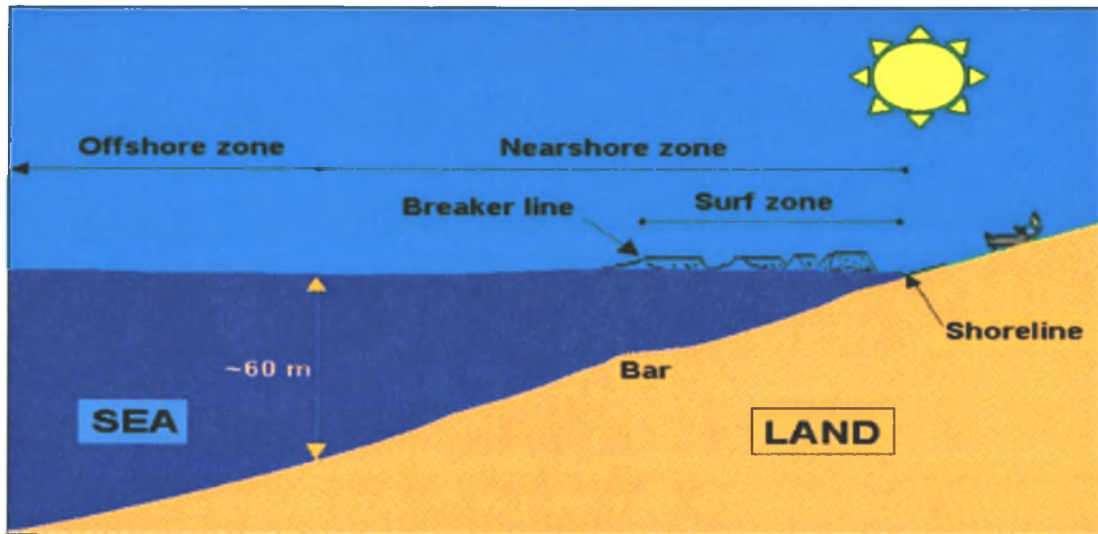 Offshore zone
Nearshore zone
Breaker line
Surf zone
Shoreline
~60 m
Bar
SEA
LAND